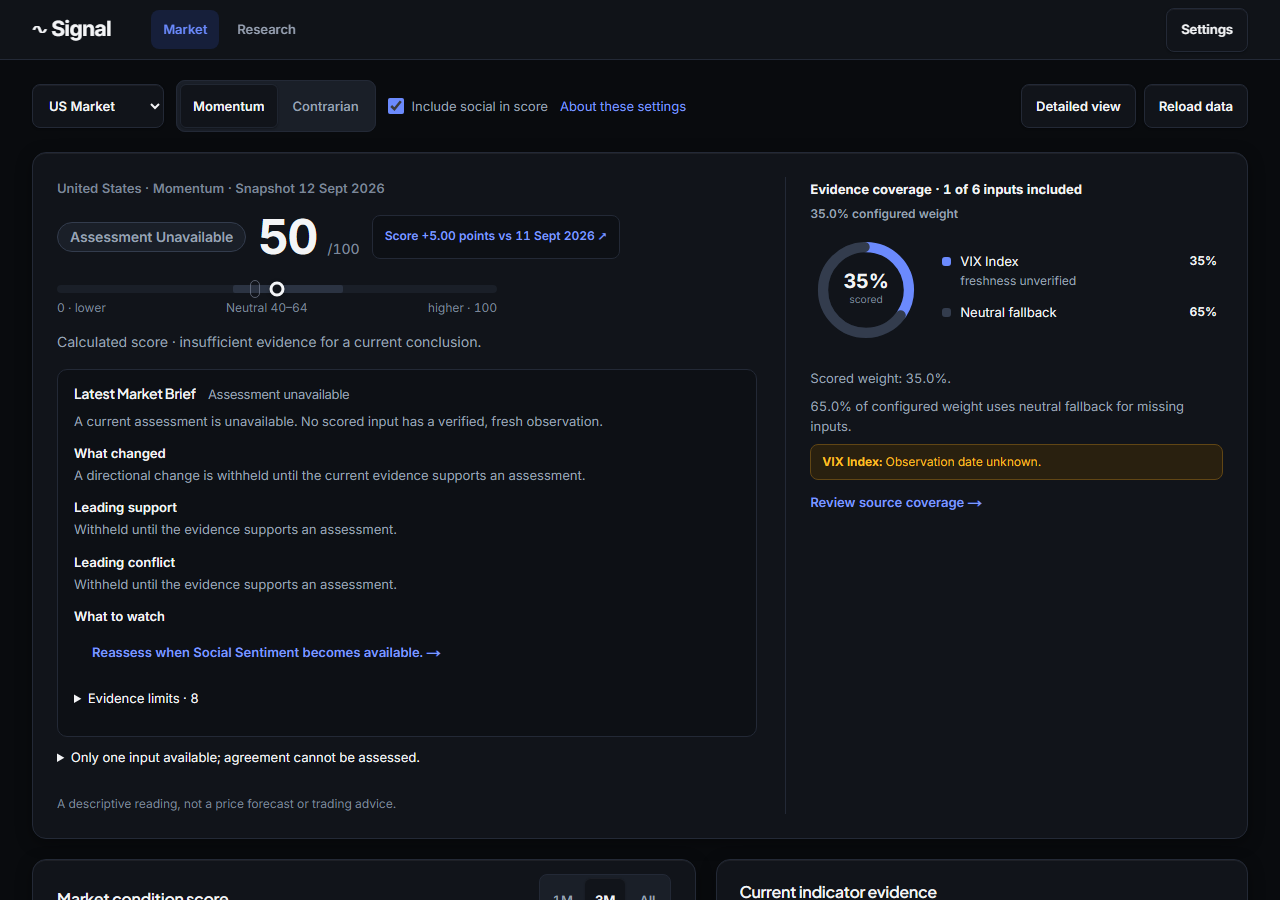 Signal
Market
Research
Settings
US Market
Momentum
Contrarian
Include social in score
About these settings
Detailed view
Reload data
United States · Momentum · Snapshot 12 Sept 2026
Assessment Unavailable
50 /100
Score +5.00 points vs 11 Sept 2026 ↗
0 · lower
Neutral 40–64
higher · 100
Calculated score · insufficient evidence for a current conclusion.
Latest Market Brief Assessment unavailable
A current assessment is unavailable. No scored input has a verified, fresh observation.
What changed
A directional change is withheld until the current evidence supports an assessment.
Leading support
Withheld until the evidence supports an assessment.
Leading conflict
Withheld until the evidence supports an assessment.
What to watch
Reassess when Social Sentiment becomes available. →
▶ Evidence limits · 8
▶ Only one input available; agreement cannot be assessed.
A descriptive reading, not a price forecast or trading advice.
Evidence coverage · 1 of 6 inputs included
35.0% configured weight
35%
scored
VIX Index 35%
freshness unverified
Neutral fallback 65%
Scored weight: 35.0%.
65.0% of configured weight uses neutral fallback for missing
inputs.
VIX Index: Observation date unknown.
Review source coverage →
Market condition score
1M
3M
All
Current indicator evidence